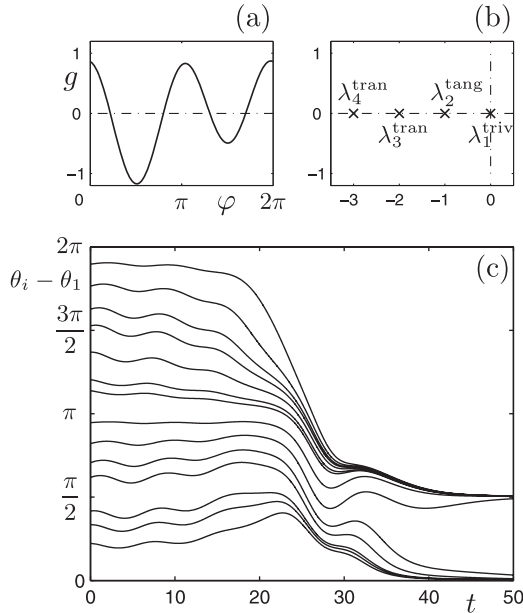 (a)
1
g
0
−1
0
π
φ
2π
(b)
1
0
−1
λ₄ᵗʳᵃⁿ
λ₂ᵗᵃⁿᵍ
λ₃ᵗʳᵃⁿ
λ₁ᵗʳⁱᵛ
−3
−2
−1
0
(c)
2π
θᵢ − θ₁
3π/2
π
π/2
0
0
10
20
30
40
t
50